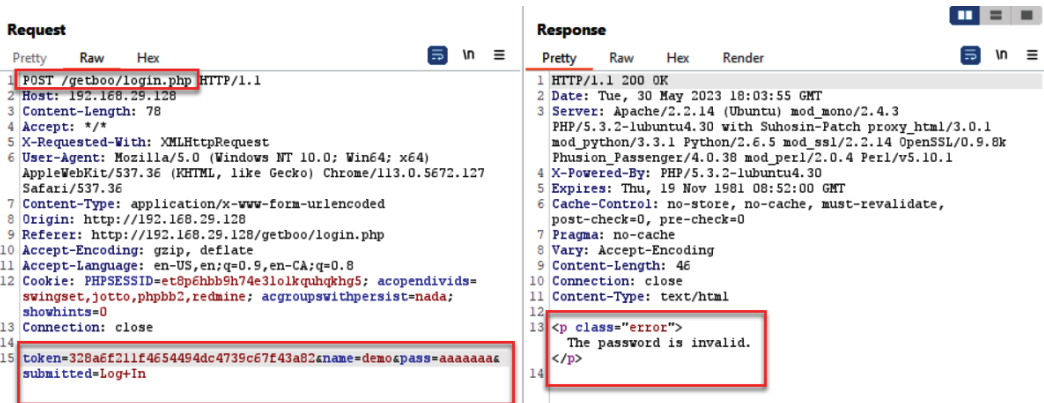 Request
Pretty Raw Hex
\n
1 POST /getboo/login.php HTTP/1.1
2 Host: 192.168.29.128
3 Content-Length: 78
4 Accept: */*
5 X-Requested-With: XMLHttpRequest
6 User-Agent: Mozilla/5.0 (Windows NT 10.0; Win64; x64)
AppleWebKit/537.36 (KHTML, like Gecko) Chrome/113.0.5672.127
Safari/537.36
7 Content-Type: application/x-www-form-urlencoded
8 Origin: http://192.168.29.128
9 Referer: http://192.168.29.128/getboo/login.php
10 Accept-Encoding: gzip, deflate
11 Accept-Language: en-US,en;q=0.9,en-CA;q=0.8
12 Cookie: PHPSESSID=et8p6hbb9h74e3lolkquhqkhg5; acopendivids=
swingset,jotto,phpbb2,redmine; acgroupswithpersist=nada;
showhints=0
13 Connection: close
14
15 token=328a6f211f4654494dc4739c67f43a82&name=demo&pass=aaaaaaa&
submitted=Log+In
Response
Pretty Raw Hex Render
\n
1 HTTP/1.1 200 OK
2 Date: Tue, 30 May 2023 18:03:55 GMT
3 Server: Apache/2.2.14 (Ubuntu) mod_mono/2.4.3
PHP/5.3.2-1ubuntu4.30 with Suhosin-Patch proxy_html/3.0.1
mod_python/3.3.1 Python/2.6.5 mod_ssl/2.2.14 OpenSSL/0.9.8k
Phusion_Passenger/4.0.38 mod_perl/2.0.4 Perl/v5.10.1
4 X-Powered-By: PHP/5.3.2-1ubuntu4.30
5 Expires: Thu, 19 Nov 1981 08:52:00 GMT
6 Cache-Control: no-store, no-cache, must-revalidate,
post-check=0, pre-check=0
7 Pragma: no-cache
8 Vary: Accept-Encoding
9 Content-Length: 46
10 Connection: close
11 Content-Type: text/html
12
13 <p class="error">
The password is invalid.
</p>
14